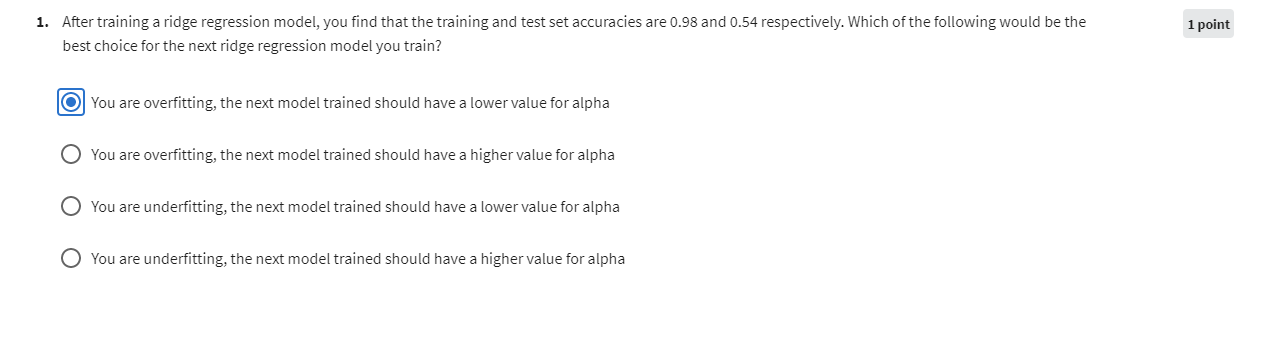 1. After training a ridge regression model, you find that the training and test set accuracies are 0.98 and 0.54 respectively. Which of the following would be the
1 point
best choice for the next ridge regression model you train?
You are overfitting, the next model trained should have a lower value for alpha
You are overfitting, the next model trained should have a higher value for alpha
You are underfitting, the next model trained should have a lower value for alpha
You are underfitting, the next model trained should have a higher value for alpha